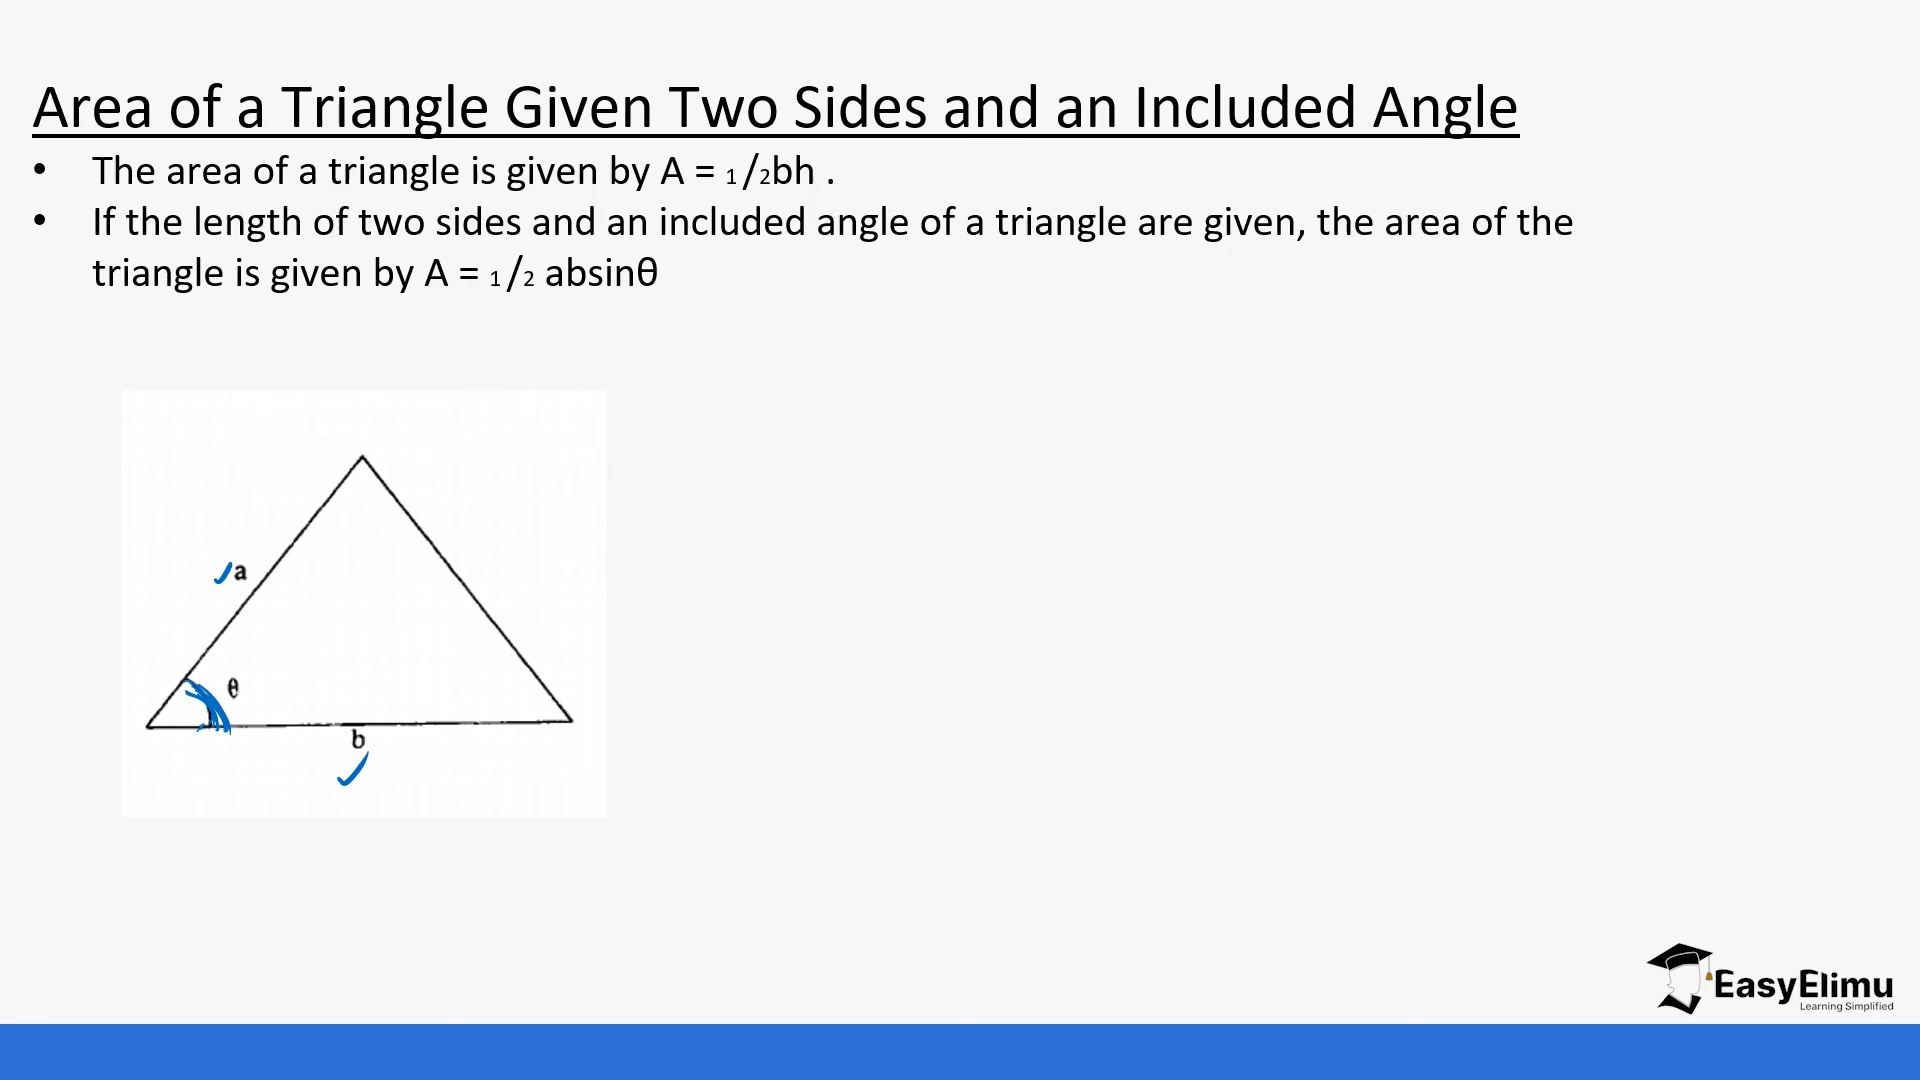 Area of a Triangle Given Two Sides and an Included Angle
• The area of a triangle is given by A = 1/2bh .
• If the length of two sides and an included angle of a triangle are given, the area of the
triangle is given by A = 1/2 absinθ
a
θ
b
EasyElimu
Learning Simplified